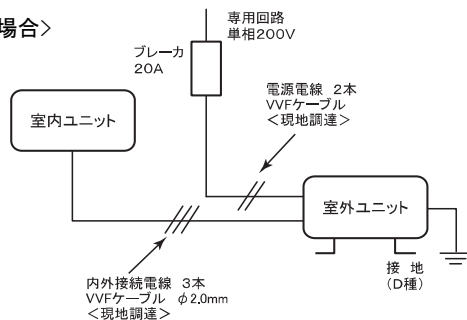 場合>
専用回路
単相200V
ブレーカ
20A
電源電線 2本
VVFケーブル
<現地調達>
室内ユニット
室外ユニット
接 地
(D種)
内外接続電線 3本
VVFケーブル φ2.0mm
<現地調達>